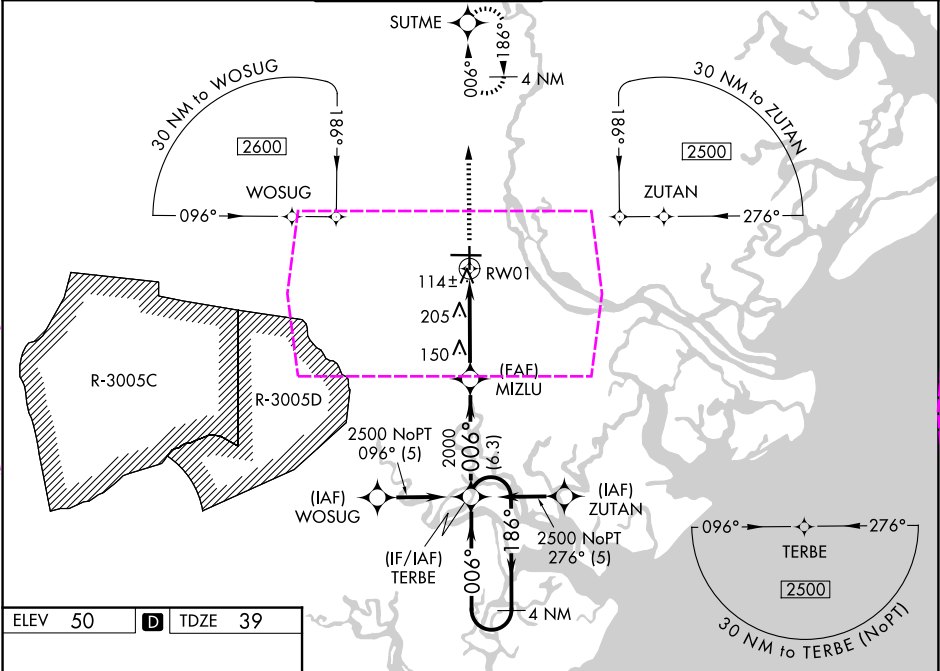 SUTME
186°
006°
4 NM
30 NM to WOSUG
186°
2600
WOSUG
096°
30 NM to ZUTAN
186°
2500
ZUTAN
276°
RW01
114±
205
150
(FAF)
MIZLU
R-3005C
R-3005D
2500 NoPT
096° (5)
2000
006°
(6.3)
(IAF)
WOSUG
(IAF)
ZUTAN
2500 NoPT
276° (5)
(IF/IAF)
TERBE
186°
006°
4 NM
096°
276°
TERBE
2500
30 NM to TERBE (NoPT)
ELEV 50 D TDZE 39